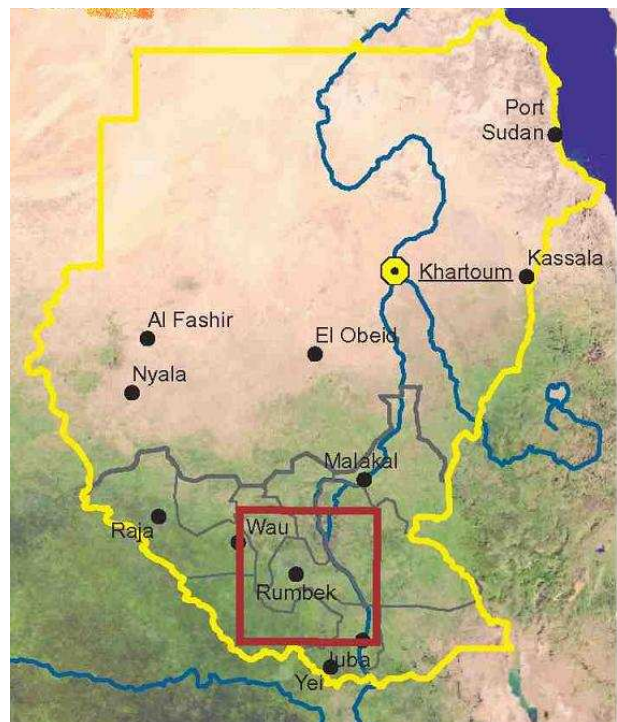 Port
Sudan
Khartoum
Kassala
Al Fashir
El Obeid
Nyala
Malakal
Raja
Wau
Rumbek
Juba
Yei